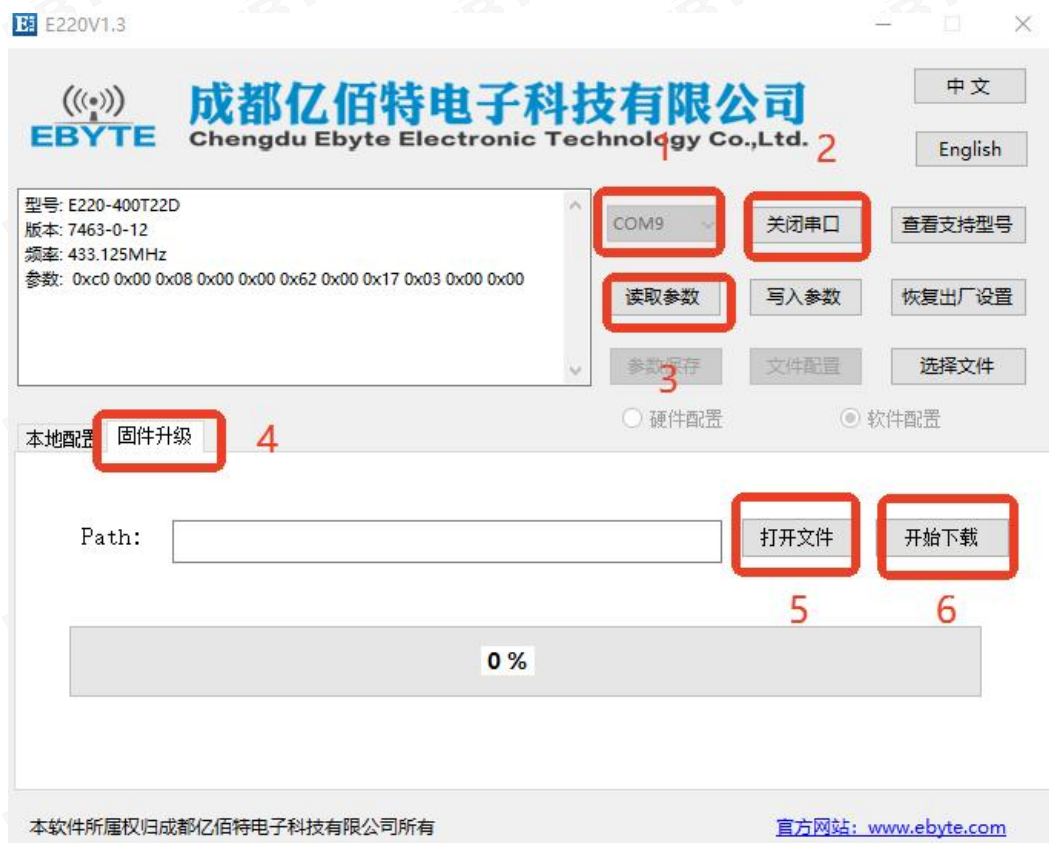 E220V1.3
EBYTE
成都亿佰特电子科技有限公司
Chengdu Ebyte Electronic Technology Co.,Ltd.
中文
English
1
2
型号: E220-400T22D
版本: 7463-0-12
频率: 433.125MHz
参数: 0xc0 0x00 0x08 0x00 0x00 0x62 0x00 0x17 0x03 0x00 0x00
COM9
关闭串口
查看支持型号
读取参数
写入参数
恢复出厂设置
参数保存
文件配置
选择文件
3
硬件配置
软件配置
本地配置
固件升级
4
Path:
打开文件
开始下载
5
6
0 %
本软件所属权归成都亿佰特电子科技有限公司所有
官方网站: www.ebyte.com